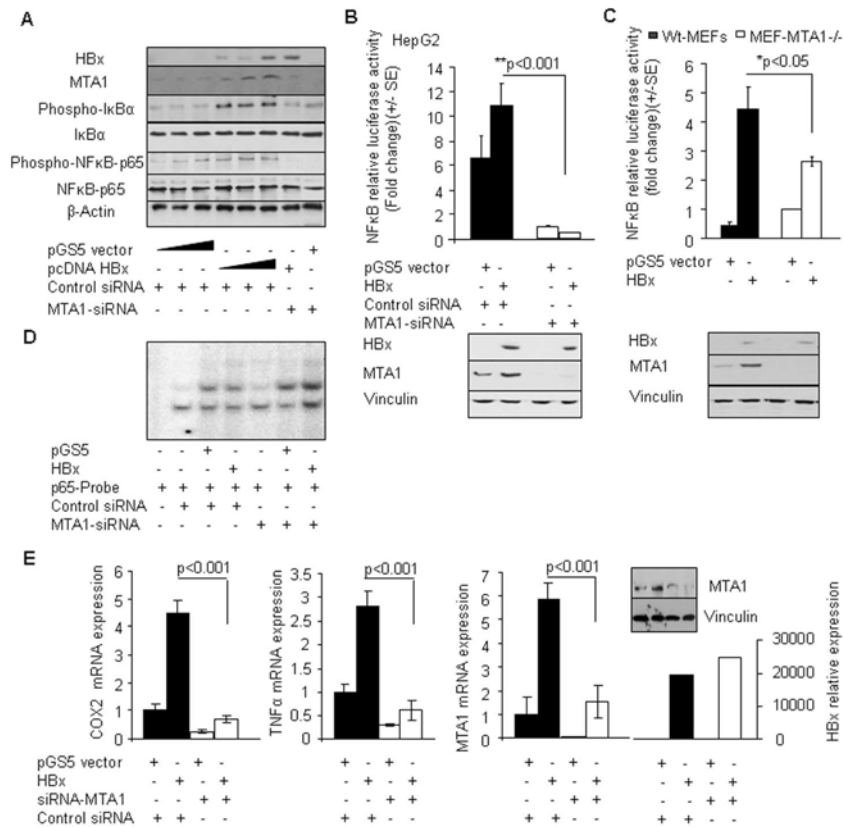 A
HBx
MTA1
Phospho-IκBα
IκBα
Phospho-NFκB-p65
NFκB-p65
β-Actin
pGS5 vector - - - - - +
pcDNA HBx - - - + -
Control siRNA + + + + + + - -
MTA1-siRNA - - - - - - + +
B
HepG2
NFκB relative luciferase activity
(Fold change)(+/- SE)
14
12
10
8
6
4
2
0
**p<0.001
pGS5 vector + - + -
HBx - + - +
Control siRNA + + - -
MTA1-siRNA - - + +
HBx
MTA1
Vinculin
C
Wt-MEFs MEF-MTA1-/-
NFκB relative luciferase activity
(fold change)(+/-SE)
6
5
4
3
2
1
0
*p<0.05
pGS5 vector + - + -
HBx - + - +
HBx
MTA1
Vinculin
D
pGS5 - - + - - + -
HBx - - - + - - +
p65-Probe + + + + + + +
Control siRNA - + + + - - -
MTA1-siRNA - - - - + + +
E
COX2 mRNA expression
6
5
4
3
2
1
0
p<0.001
TNFα mRNA expression
3.5
3
2.5
2
1.5
1
0.5
0
p<0.001
MTA1 mRNA expression
7
6
5
4
3
2
1
0
p<0.001
MTA1
Vinculin
30000
20000
10000
0
HBx relative expression
pGS5 vector + - + - + - + - + - + - + - + -
HBx - + - + - + - + - + - + - + - +
siRNA-MTA1 - - + + - - + + - - + + - - + +
Control siRNA + + - - + + - - + + - - + + - -